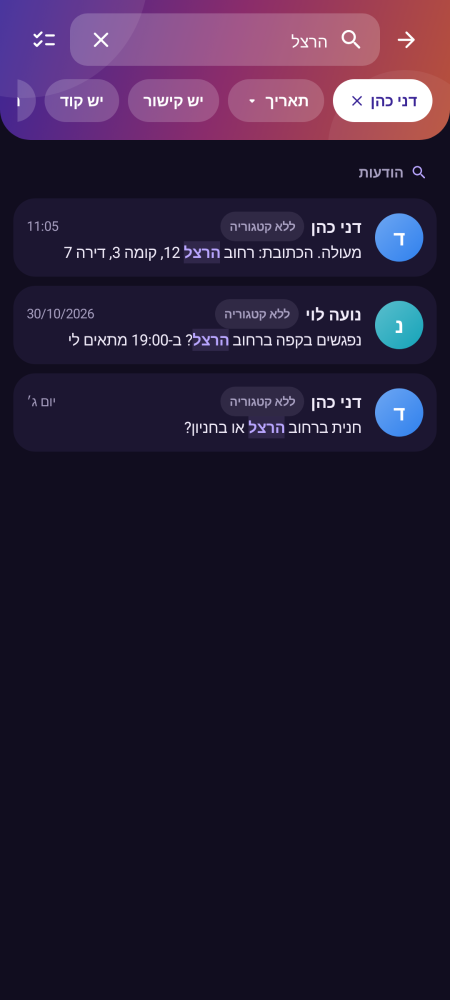 הרצל
דני כהן
תאריך
יש קישור
יש קוד
הודעות
ד
דני כהן ללא קטגוריה 11:05
מעולה. הכתובת: רחוב הרצל 12, קומה 3, דירה 7
נ
נועה לוי ללא קטגוריה 30/10/2026
נפגשים בקפה ברחוב הרצל? ב-19:00 מתאים לי
ד
דני כהן ללא קטגוריה יום ג׳
חנית ברחוב הרצל או בחניון?